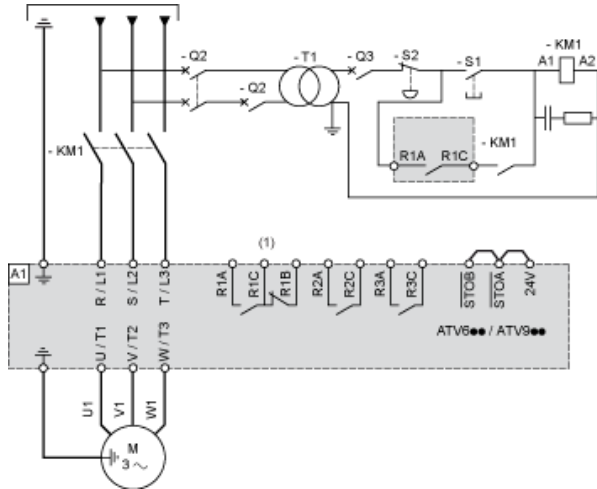 - Q2
- T1
- Q3
- S2
- S1
- KM1
A1
A2
- Q2
- KM1
R1A
R1C
- KM1
(1)
A1
R / L1
S / L2
T / L3
R1A
R1C
R1B
R2A
R2C
R3A
R3C
STOB
STOA
24V
ATV6●● / ATV9●●
U / T1
V / T2
W / T3
U1
V1
W1
M
3 ~